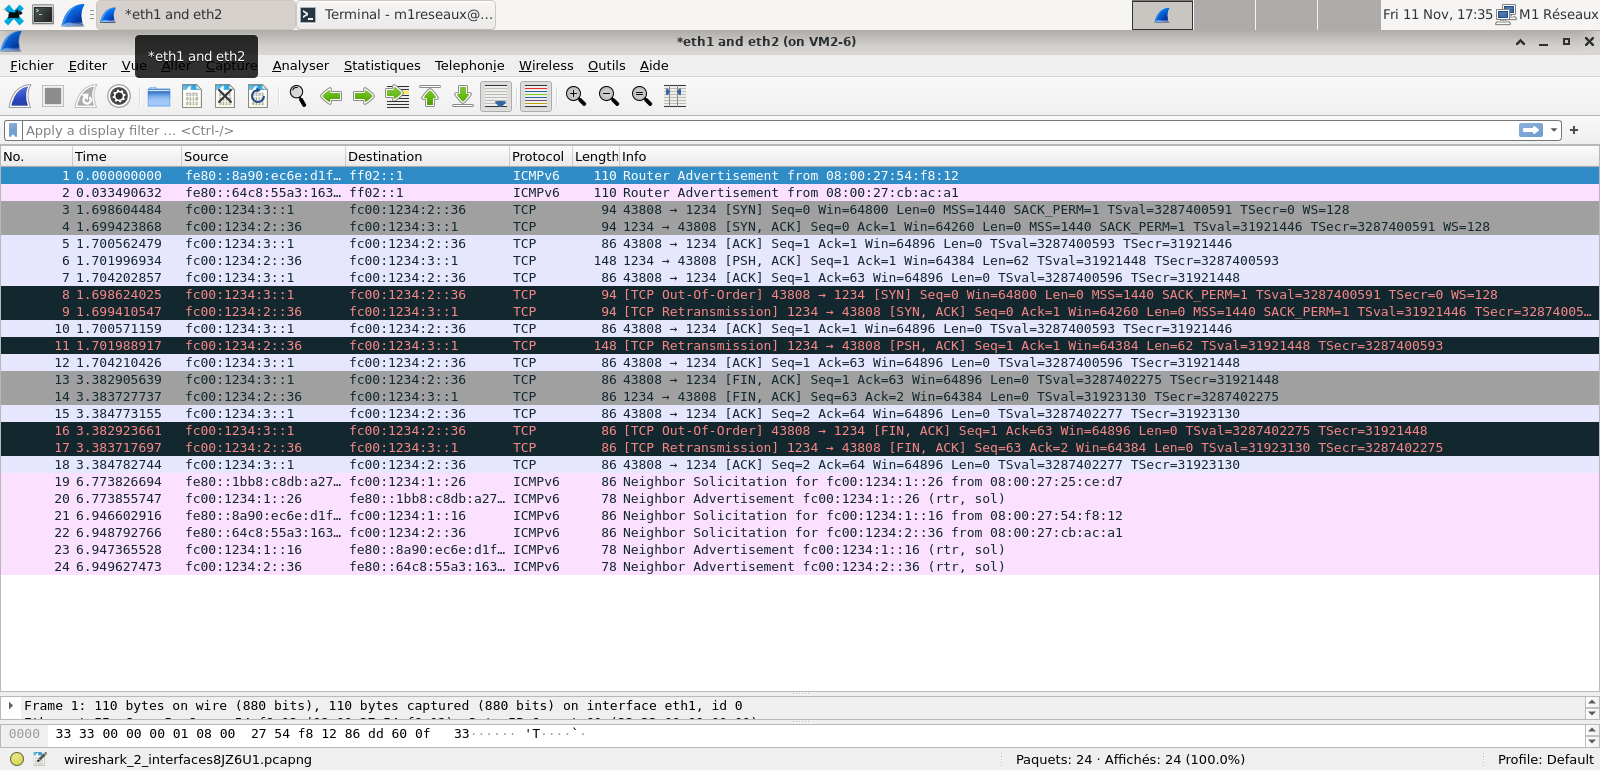 *eth1 and eth2
Terminal - m1reseaux@...
Fri 11 Nov, 17:35
M1 Réseaux
*eth1 and eth2 (on VM2-6)
*eth1 and eth2
Fichier Editer Vue Aller Capture Analyser Statistiques Telephonie Wireless Outils Aide
Apply a display filter … <Ctrl-/>
No. Time Source Destination Protocol Length Info
1 0.000000000 fe80::8a90:ec6e:d1f… ff02::1 ICMPv6 110 Router Advertisement from 08:00:27:54:f8:12
2 0.033490632 fe80::64c8:55a3:163… ff02::1 ICMPv6 110 Router Advertisement from 08:00:27:cb:ac:a1
3 1.698604484 fc00:1234:3::1 fc00:1234:2::36 TCP 94 43808 → 1234 [SYN] Seq=0 Win=64800 Len=0 MSS=1440 SACK_PERM=1 TSval=3287400591 TSecr=0 WS=128
4 1.699423868 fc00:1234:2::36 fc00:1234:3::1 TCP 94 1234 → 43808 [SYN, ACK] Seq=0 Ack=1 Win=64260 Len=0 MSS=1440 SACK_PERM=1 TSval=31921446 TSecr=3287400591 WS=128
5 1.700562479 fc00:1234:3::1 fc00:1234:2::36 TCP 86 43808 → 1234 [ACK] Seq=1 Ack=1 Win=64896 Len=0 TSval=3287400593 TSecr=31921446
6 1.701996934 fc00:1234:2::36 fc00:1234:3::1 TCP 148 1234 → 43808 [PSH, ACK] Seq=1 Ack=1 Win=64384 Len=62 TSval=31921448 TSecr=3287400593
7 1.704202857 fc00:1234:3::1 fc00:1234:2::36 TCP 86 43808 → 1234 [ACK] Seq=1 Ack=63 Win=64896 Len=0 TSval=3287400596 TSecr=31921448
8 1.698624025 fc00:1234:3::1 fc00:1234:2::36 TCP 94 [TCP Out-Of-Order] 43808 → 1234 [SYN] Seq=0 Win=64800 Len=0 MSS=1440 SACK_PERM=1 TSval=3287400591 TSecr=0 WS=128
9 1.699410547 fc00:1234:2::36 fc00:1234:3::1 TCP 94 [TCP Retransmission] 1234 → 43808 [SYN, ACK] Seq=0 Ack=1 Win=64260 Len=0 MSS=1440 SACK_PERM=1 TSval=31921446 TSecr=32874005…
10 1.700571159 fc00:1234:3::1 fc00:1234:2::36 TCP 86 43808 → 1234 [ACK] Seq=1 Ack=1 Win=64896 Len=0 TSval=3287400593 TSecr=31921446
11 1.701988917 fc00:1234:2::36 fc00:1234:3::1 TCP 148 [TCP Retransmission] 1234 → 43808 [PSH, ACK] Seq=1 Ack=1 Win=64384 Len=62 TSval=31921448 TSecr=3287400593
12 1.704210426 fc00:1234:3::1 fc00:1234:2::36 TCP 86 43808 → 1234 [ACK] Seq=1 Ack=63 Win=64896 Len=0 TSval=3287400596 TSecr=31921448
13 3.382905639 fc00:1234:3::1 fc00:1234:2::36 TCP 86 43808 → 1234 [FIN, ACK] Seq=1 Ack=63 Win=64896 Len=0 TSval=3287402275 TSecr=31921448
14 3.383727737 fc00:1234:2::36 fc00:1234:3::1 TCP 86 1234 → 43808 [FIN, ACK] Seq=63 Ack=2 Win=64384 Len=0 TSval=31923130 TSecr=3287402275
15 3.384773155 fc00:1234:3::1 fc00:1234:2::36 TCP 86 43808 → 1234 [ACK] Seq=2 Ack=64 Win=64896 Len=0 TSval=3287402277 TSecr=31923130
16 3.382923661 fc00:1234:3::1 fc00:1234:2::36 TCP 86 [TCP Out-Of-Order] 43808 → 1234 [FIN, ACK] Seq=1 Ack=63 Win=64896 Len=0 TSval=3287402275 TSecr=31921448
17 3.383717697 fc00:1234:2::36 fc00:1234:3::1 TCP 86 [TCP Retransmission] 1234 → 43808 [FIN, ACK] Seq=63 Ack=2 Win=64384 Len=0 TSval=31923130 TSecr=3287402275
18 3.384782744 fc00:1234:3::1 fc00:1234:2::36 TCP 86 43808 → 1234 [ACK] Seq=2 Ack=64 Win=64896 Len=0 TSval=3287402277 TSecr=31923130
19 6.773826694 fe80::1bb8:c8db:a27… fc00:1234:1::26 ICMPv6 86 Neighbor Solicitation for fc00:1234:1::26 from 08:00:27:25:ce:d7
20 6.773855747 fc00:1234:1::26 fe80::1bb8:c8db:a27… ICMPv6 78 Neighbor Advertisement fc00:1234:1::26 (rtr, sol)
21 6.946602916 fe80::8a90:ec6e:d1f… fc00:1234:1::16 ICMPv6 86 Neighbor Solicitation for fc00:1234:1::16 from 08:00:27:54:f8:12
22 6.948792766 fe80::64c8:55a3:163… fc00:1234:2::36 ICMPv6 86 Neighbor Solicitation for fc00:1234:2::36 from 08:00:27:cb:ac:a1
23 6.947365528 fc00:1234:1::16 fe80::8a90:ec6e:d1f… ICMPv6 78 Neighbor Advertisement fc00:1234:1::16 (rtr, sol)
24 6.949627473 fc00:1234:2::36 fe80::64c8:55a3:163… ICMPv6 78 Neighbor Advertisement fc00:1234:2::36 (rtr, sol)
Frame 1: 110 bytes on wire (880 bits), 110 bytes captured (880 bits) on interface eth1, id 0
0000 33 33 00 00 00 01 08 00 27 54 f8 12 86 dd 60 0f 33······ 'T····`·
wireshark_2_interfaces8JZ6U1.pcapng
Paquets: 24 · Affichés: 24 (100.0%)
Profile: Default